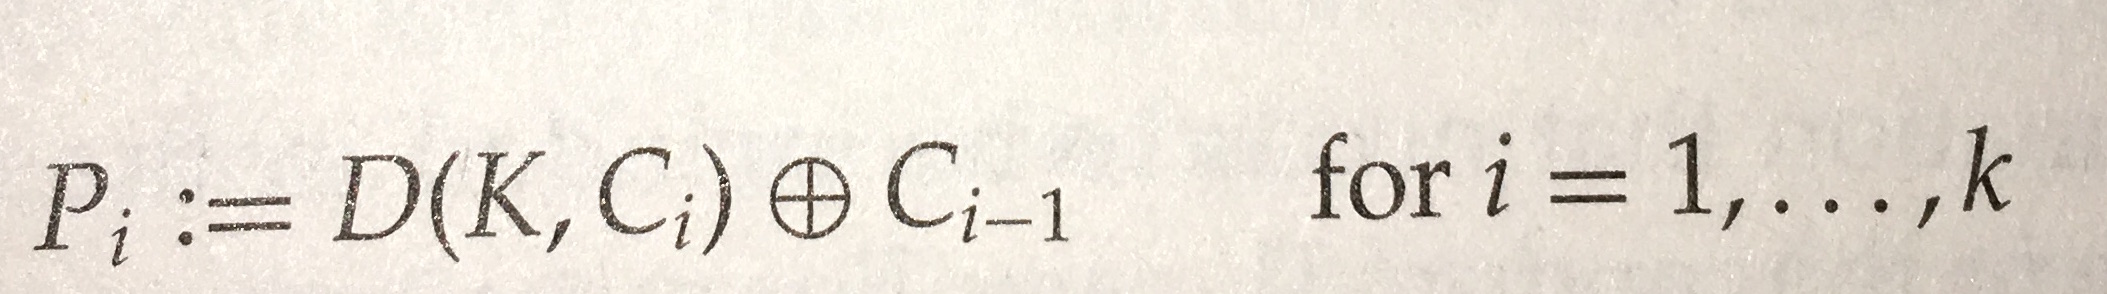 Pᵢ := D(K, Cᵢ) ⊕ Cᵢ₋₁ for i = 1, . . . , k